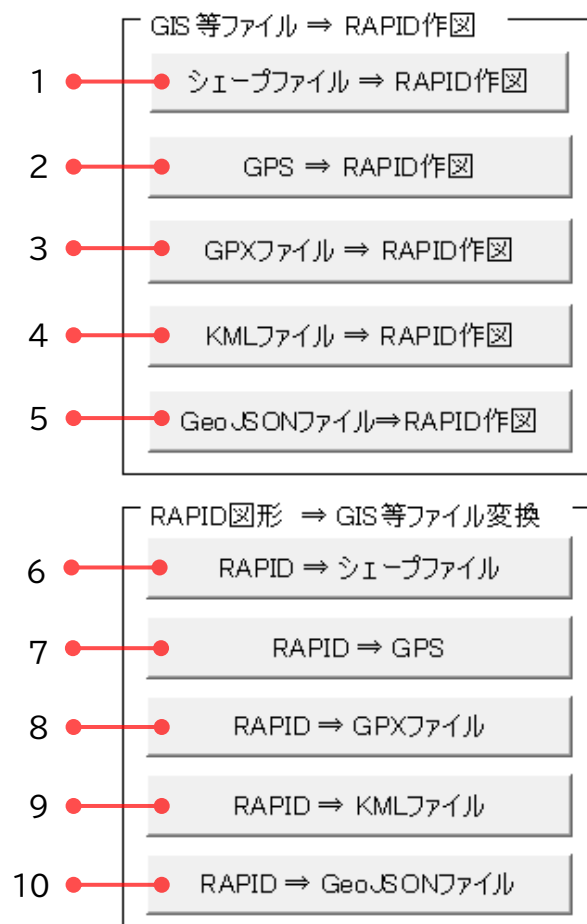 GIS 等ファイル ⇒ RAPID作図
1 シェープファイル ⇒ RAPID作図
2 GPS ⇒ RAPID作図
3 GPXファイル ⇒ RAPID作図
4 KMLファイル ⇒ RAPID作図
5 GeoJSONファイル⇒RAPID作図
RAPID図形 ⇒ GIS等ファイル変換
6 RAPID ⇒ シェープファイル
7 RAPID ⇒ GPS
8 RAPID ⇒ GPXファイル
9 RAPID ⇒ KMLファイル
10 RAPID ⇒ GeoJSONファイル